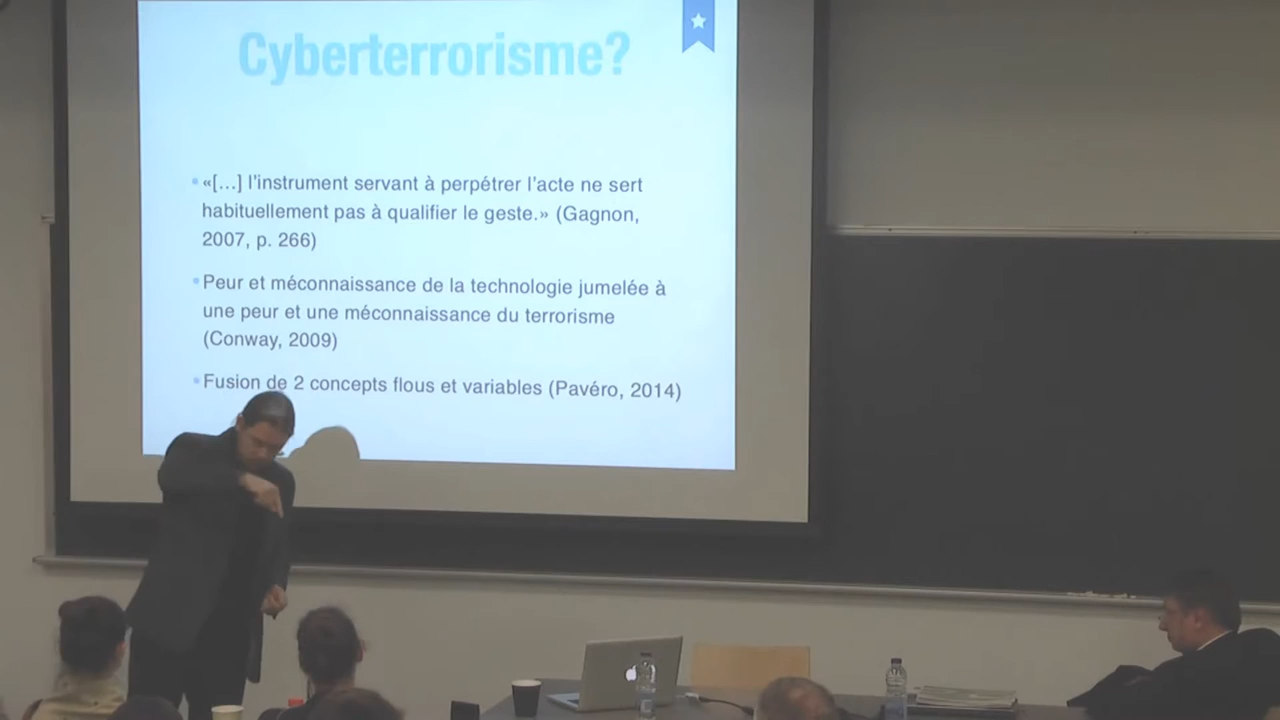 Cyberterrorisme?
«[...] l'instrument servant à perpétrer l'acte ne sert
habituellement pas à qualifier le geste.» (Gagnon,
2007, p. 266)
Peur et méconnaissance de la technologie jumelée à
une peur et une méconnaissance du terrorisme
(Conway, 2009)
Fusion de 2 concepts flous et variables (Pavéro, 2014)